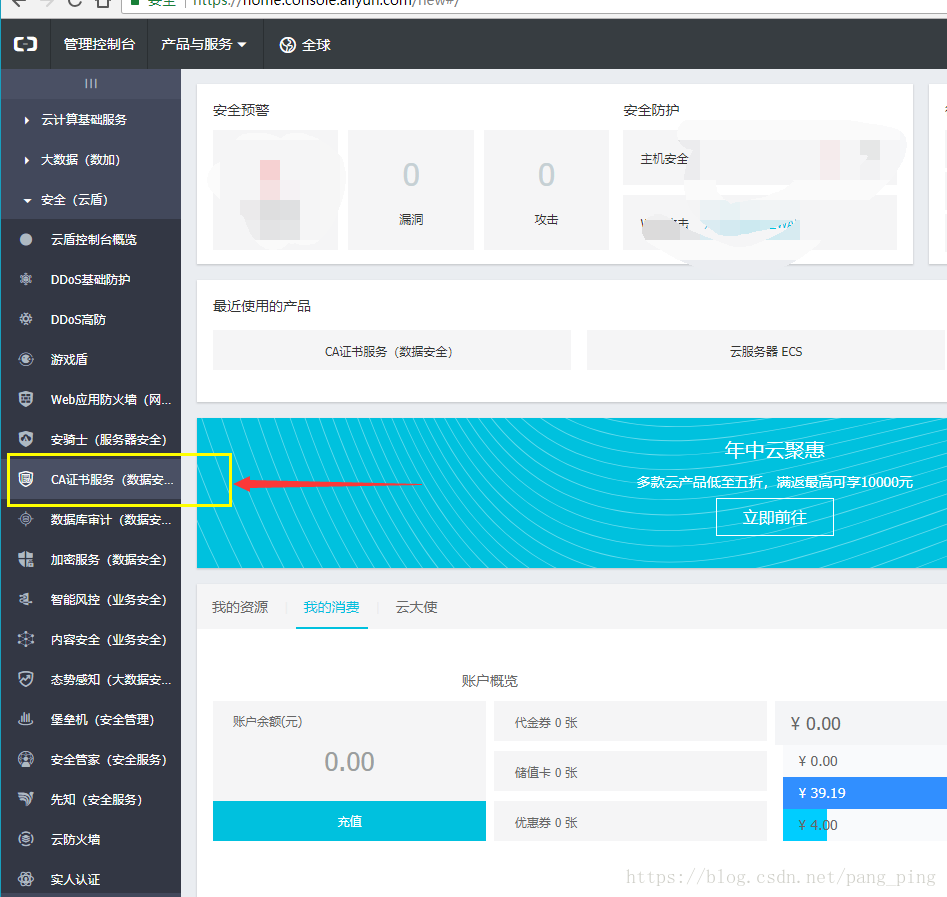 安全 https://home.console.aliyun.com/new#/
管理控制台 产品与服务 全球
云计算基础服务
大数据（数加）
安全（云盾）
云盾控制台概览
DDoS基础防护
DDoS高防
游戏盾
Web应用防火墙（网...
安骑士（服务器安全）
CA证书服务（数据安...
数据库审计（数据安...
加密服务（数据安全）
智能风控（业务安全）
内容安全（业务安全）
态势感知（大数据安...
堡垒机（安全管理）
安全管家（安全服务）
先知（安全服务）
云防火墙
实人认证
安全预警
0
漏洞
0
攻击
安全防护
主机安全
最近使用的产品
CA证书服务（数据安全）
云服务器 ECS
年中云聚惠
多款云产品低至五折，满返最高可享10000元
立即前往
我的资源 我的消费 云大使
账户概览
账户余额(元)
0.00
充值
代金券 0 张
储值卡 0 张
优惠券 0 张
¥ 0.00
¥ 0.00
¥ 39.19
¥ 4.00
https://blog.csdn.net/pang_ping